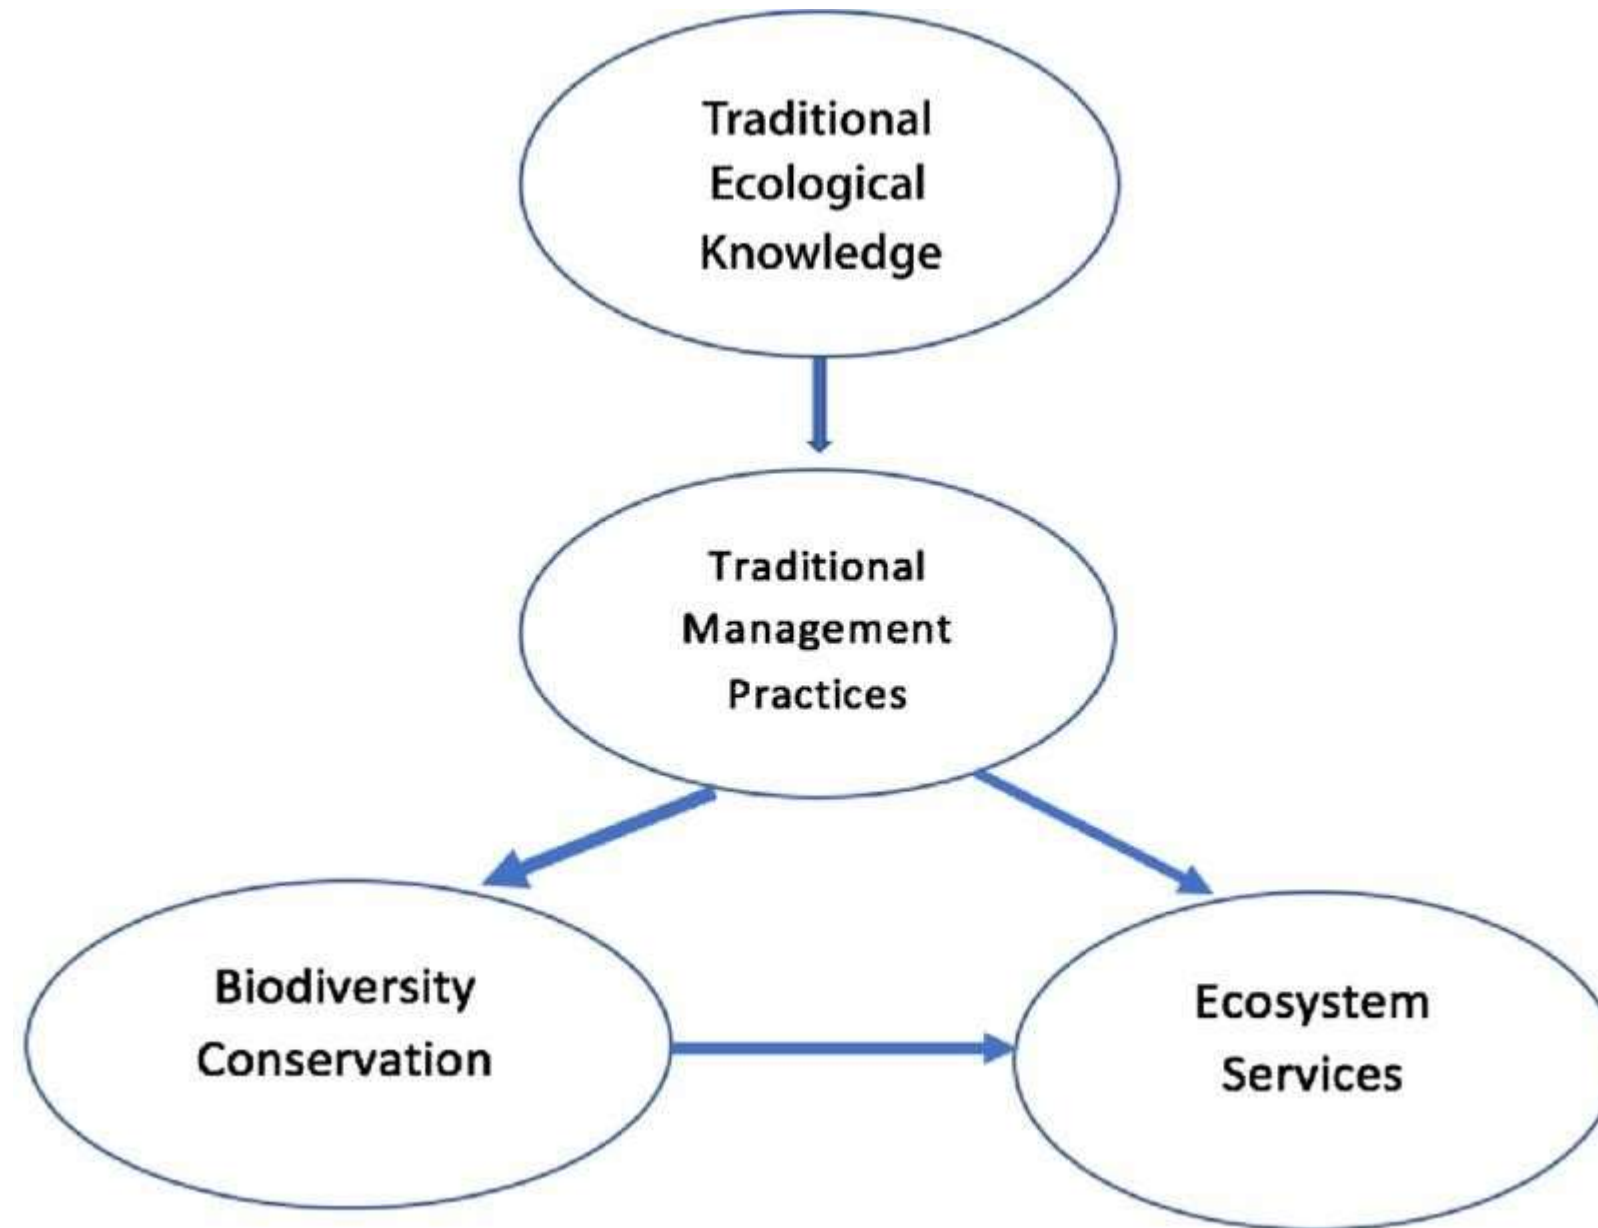 Traditional
Ecological
Knowledge
Traditional
Management
Practices
Biodiversity
Conservation
Ecosystem
Services